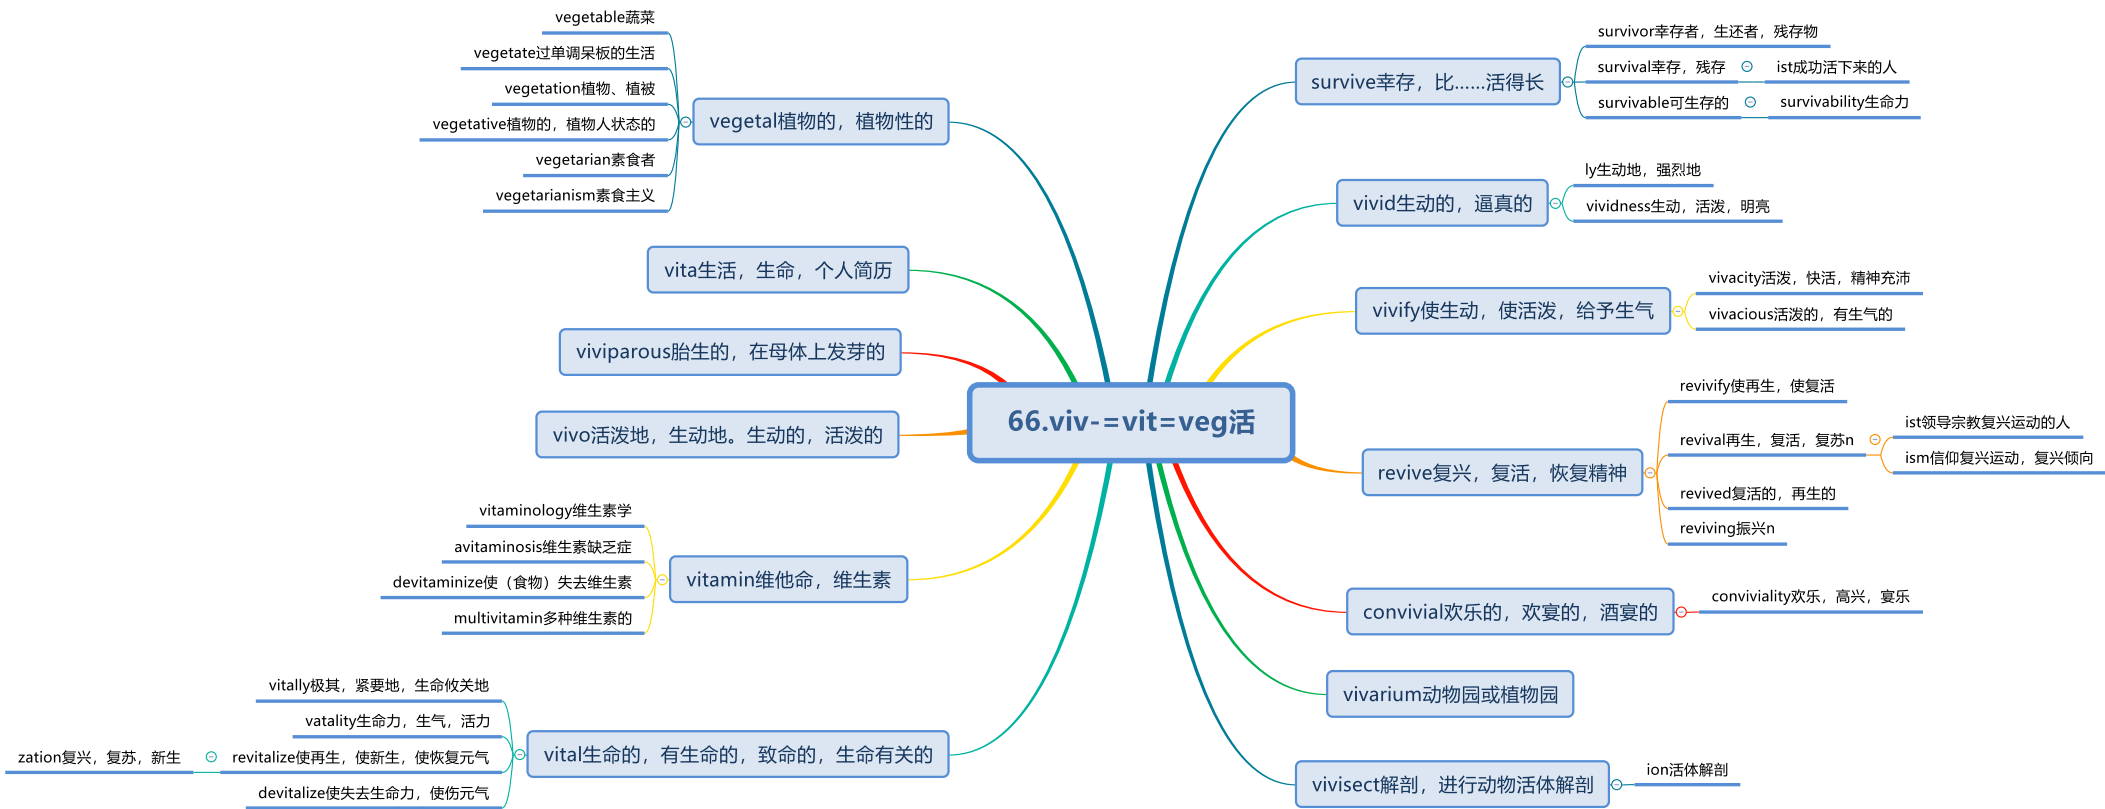 66.viv-=vit=veg活
survive幸存，比……活得长
survivor幸存者，生还者，残存物
survival幸存，残存
ist成功活下来的人
survivable可生存的
survivability生命力
vivid生动的，逼真的
ly生动地，强烈地
vividness生动，活泼，明亮
vivify使生动，使活泼，给予生气
vivacity活泼，快活，精神充沛
vivacious活泼的，有生气的
revive复兴，复活，恢复精神
revivify使再生，使复活
revival再生，复活，复苏n
ist领导宗教复兴运动的人
ism信仰复兴运动，复兴倾向
revived复活的，再生的
reviving振兴n
convivial欢乐的，欢宴的，酒宴的
conviviality欢乐，高兴，宴乐
vivarium动物园或植物园
vivisect解剖，进行动物活体解剖
ion活体解剖
vegetal植物的，植物性的
vegetable蔬菜
vegetate过单调呆板的生活
vegetation植物、植被
vegetative植物的，植物人状态的
vegetarian素食者
vegetarianism素食主义
vita生活，生命，个人简历
viviparous胎生的，在母体上发芽的
vivo活泼地，生动地。生动的，活泼的
vitamin维他命，维生素
vitaminology维生素学
avitaminosis维生素缺乏症
devitaminize使（食物）失去维生素
multivitamin多种维生素的
vital生命的，有生命的，致命的，生命有关的
vitally极其，紧要地，生命攸关地
vatality生命力，生气，活力
revitalize使再生，使新生，使恢复元气
zation复兴，复苏，新生
devitalize使失去生命力，使伤元气